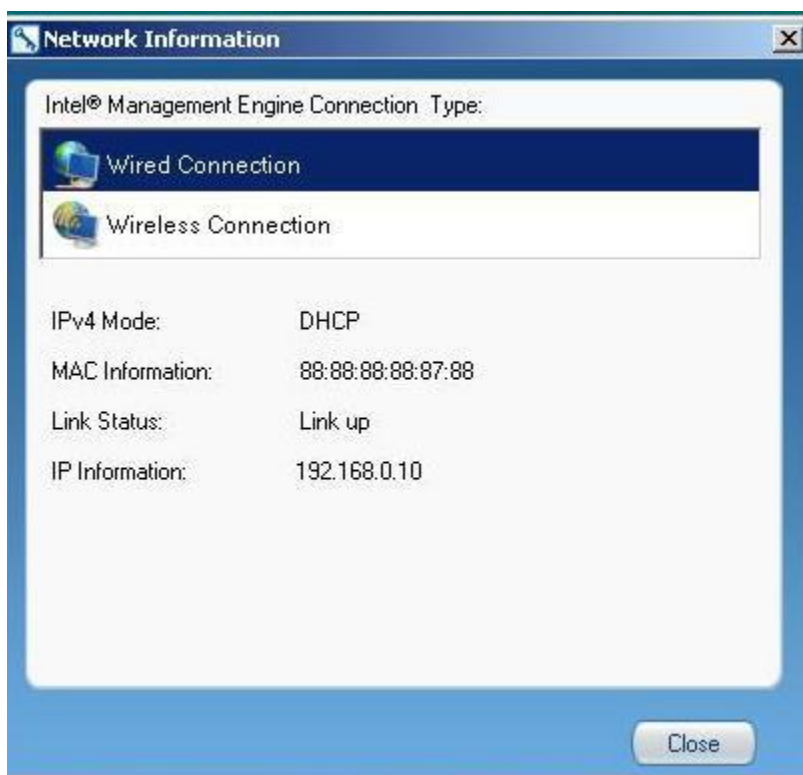 Network Information
Intel® Management Engine Connection Type:
Wired Connection
Wireless Connection
IPv4 Mode: DHCP
MAC Information: 88:88:88:88:87:88
Link Status: Link up
IP Information: 192.168.0.10
Close